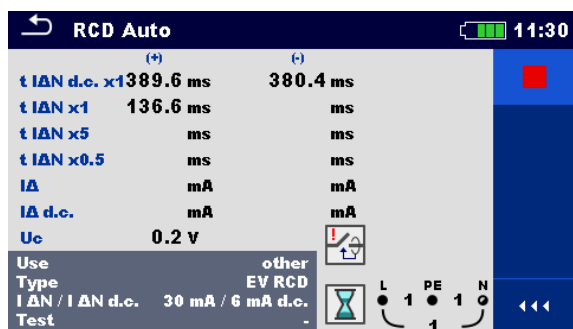 RCD Auto 11:30
(+) (-)
t IΔN d.c. x1 389.6 ms 380.4 ms
t IΔN x1 136.6 ms ms
t IΔN x5 ms ms
t IΔN x0.5 ms ms
IΔ mA mA
IΔ d.c. mA mA
Uc 0.2 V
Use other
Type EV RCD
I ΔN / I ΔN d.c. 30 mA / 6 mA d.c.
Test -
L PE N
1 1
1